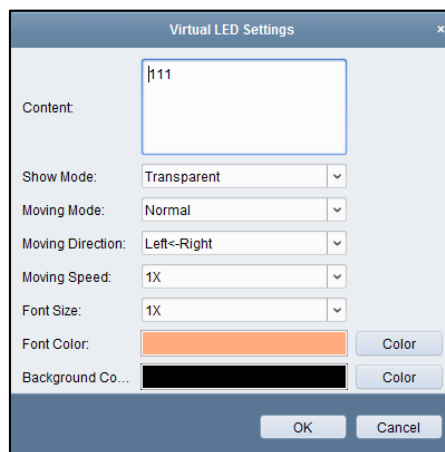 Virtual LED Settings ×
111
Content:
Show Mode: Transparent
Moving Mode: Normal
Moving Direction: Left<-Right
Moving Speed: 1X
Font Size: 1X
Font Color: Color
Background Co... Color
OK Cancel